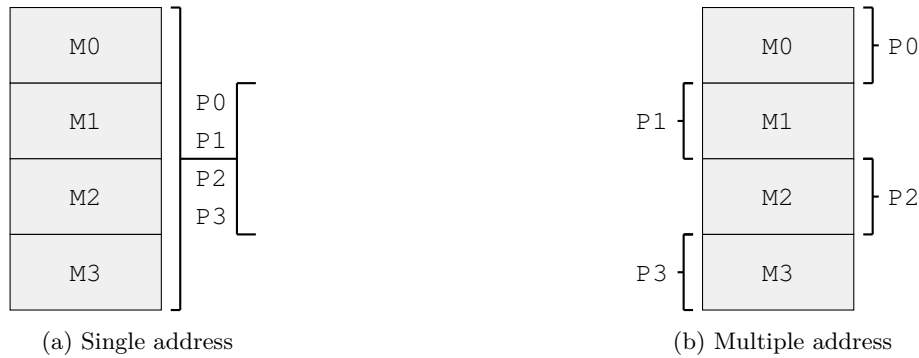 M0
M1
M2
M3
P0
P1
P2
P3
(a) Single address
M0
M1
M2
M3
P0
P1
P2
P3
(b) Multiple address